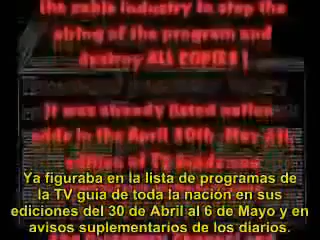 the cable industry to stop the
airing of the program and
destroy ALL COPIES!
It was already listed nation
wide in the April 30th, May 6th
edition of TV
Ya figuraba en la lista de programas de
la TV guia de toda la nación en sus
ediciones del 30 de Abril al 6 de Mayo y en
avisos suplementarios de los diarios.